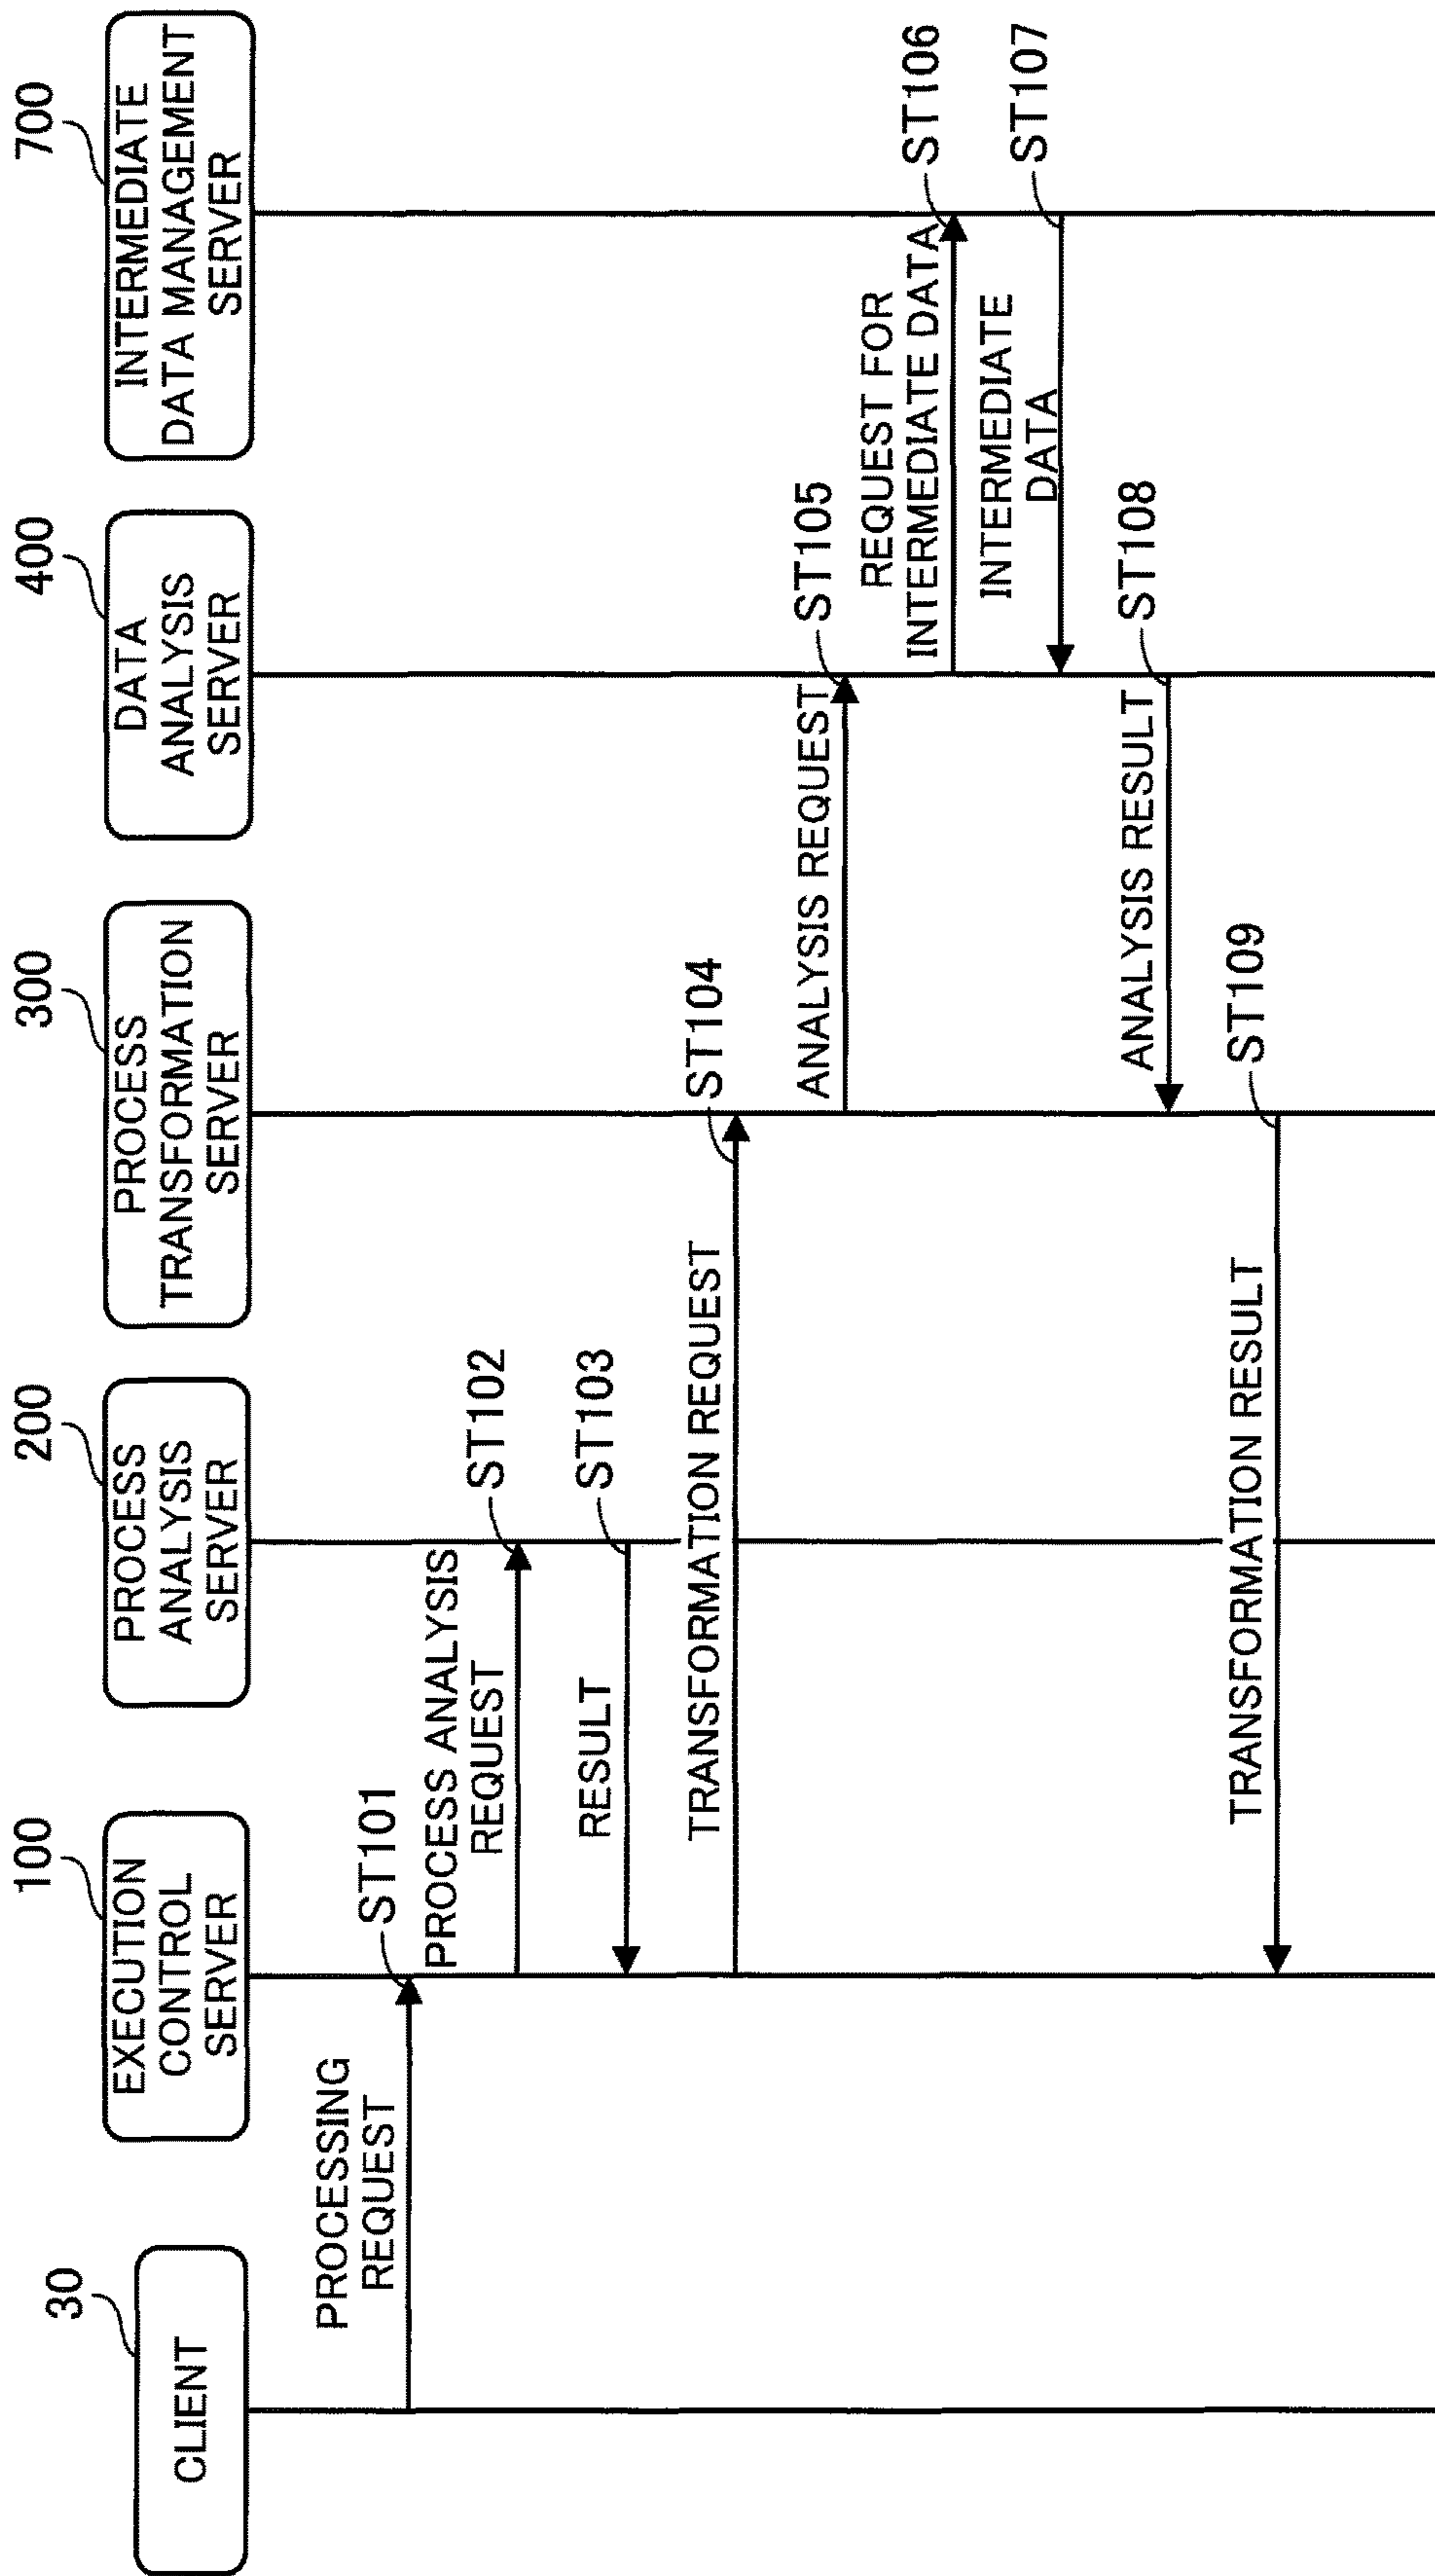 30
CLIENT
100
EXECUTION
CONTROL
SERVER
200
PROCESS
ANALYSIS
SERVER
300
PROCESS
TRANSFORMATION
SERVER
400
DATA
ANALYSIS
SERVER
700
INTERMEDIATE
DATA MANAGEMENT
SERVER
PROCESSING
REQUEST
ST101
PROCESS ANALYSIS
REQUEST
ST102
RESULT
ST103
TRANSFORMATION REQUEST
ST104
ANALYSIS REQUEST
ST105
REQUEST FOR
INTERMEDIATE DATA
ST106
INTERMEDIATE
DATA
ST107
ANALYSIS RESULT
ST108
TRANSFORMATION RESULT
ST109